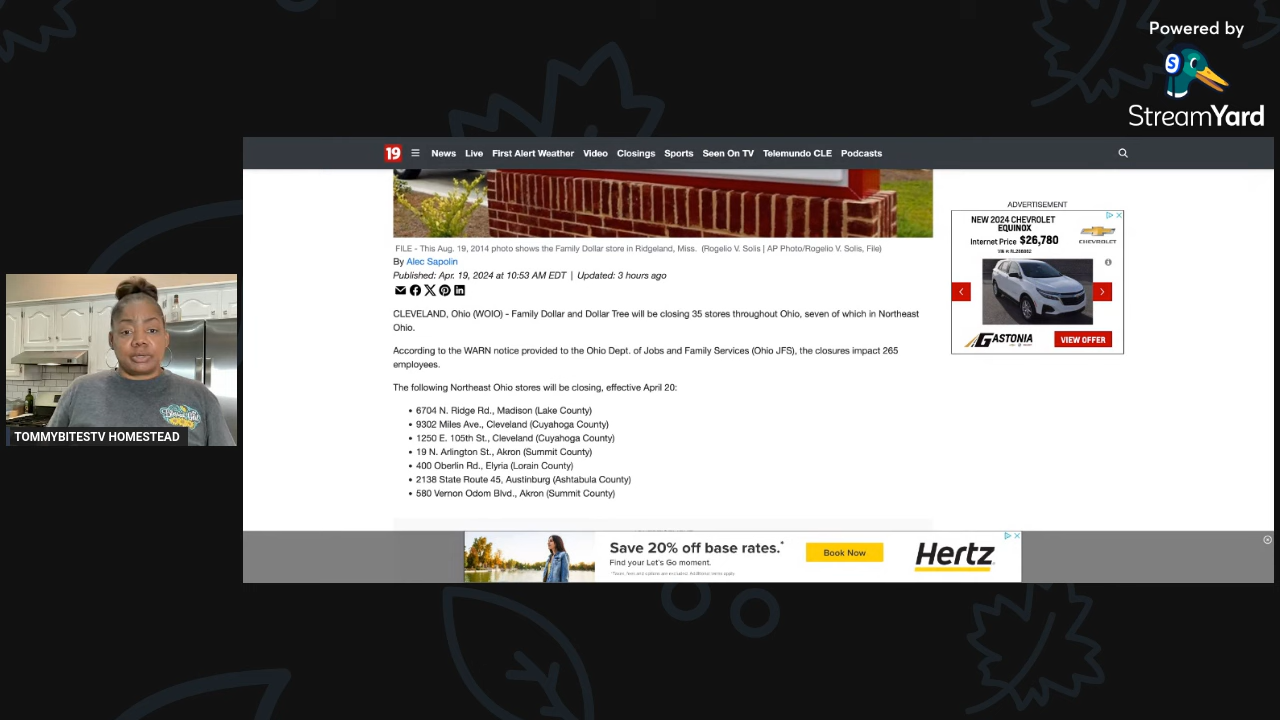 Powered by
StreamYard
19
News Live First Alert Weather Video Closings Sports Seen On TV Telemundo CLE Podcasts
FILE - This Aug. 19, 2014 photo shows the Family Dollar store in Ridgeland, Miss. (Rogelio V. Solis | AP Photo/Rogelio V. Solis, File)
By Alec Sapolin
Published: Apr. 19, 2024 at 10:53 AM EDT | Updated: 3 hours ago
CLEVELAND, Ohio (WOIO) - Family Dollar and Dollar Tree will be closing 35 stores throughout Ohio, seven of which in Northeast
Ohio.
According to the WARN notice provided to the Ohio Dept. of Jobs and Family Services (Ohio JFS), the closures impact 265
employees.
The following Northeast Ohio stores will be closing, effective April 20:
• 6704 N. Ridge Rd., Madison (Lake County)
• 9302 Miles Ave., Cleveland (Cuyahoga County)
• 1250 E. 105th St., Cleveland (Cuyahoga County)
• 19 N. Arlington St., Akron (Summit County)
• 400 Oberlin Rd., Elyria (Lorain County)
• 2138 State Route 45, Austinburg (Ashtabula County)
• 580 Vernon Odom Blvd., Akron (Summit County)
ADVERTISEMENT
NEW 2024 CHEVROLET
EQUINOX
Internet Price $26,780
CHEVROLET
GASTONIA
VIEW OFFER
TOMMYBITESTV HOMESTEAD
Save 20% off base rates.*
Find your Let's Go moment.
Book Now
Hertz